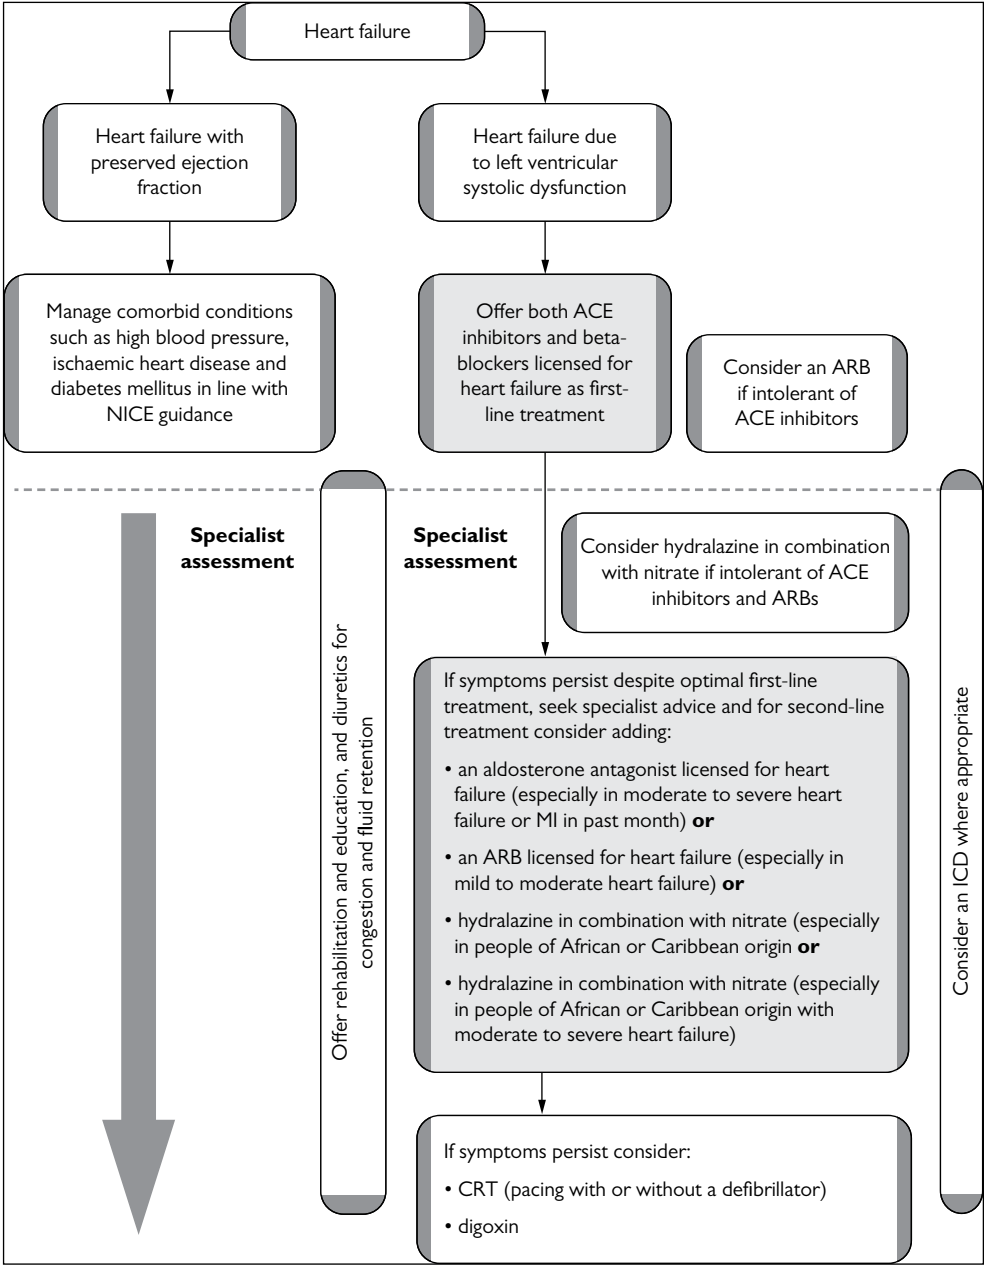 Heart failure
Heart failure with
preserved ejection
fraction
Heart failure due
to left ventricular
systolic dysfunction
Manage comorbid conditions
such as high blood pressure,
ischaemic heart disease and
diabetes mellitus in line with
NICE guidance
Offer both ACE
inhibitors and beta-
blockers licensed for
heart failure as first-
line treatment
Consider an ARB
if intolerant of
ACE inhibitors
Specialist
assessment
Offer rehabilitation and education, and diuretics for
congestion and fluid retention
Specialist
assessment
Consider hydralazine in combination
with nitrate if intolerant of ACE
inhibitors and ARBs
If symptoms persist despite optimal first-line
treatment, seek specialist advice and for second-line
treatment consider adding:
• an aldosterone antagonist licensed for heart
failure (especially in moderate to severe heart
failure or MI in past month) or
• an ARB licensed for heart failure (especially in
mild to moderate heart failure) or
• hydralazine in combination with nitrate (especially
in people of African or Caribbean origin or
• hydralazine in combination with nitrate (especially
in people of African or Caribbean origin with
moderate to severe heart failure)
Consider an ICD where appropriate
If symptoms persist consider:
• CRT (pacing with or without a defibrillator)
• digoxin